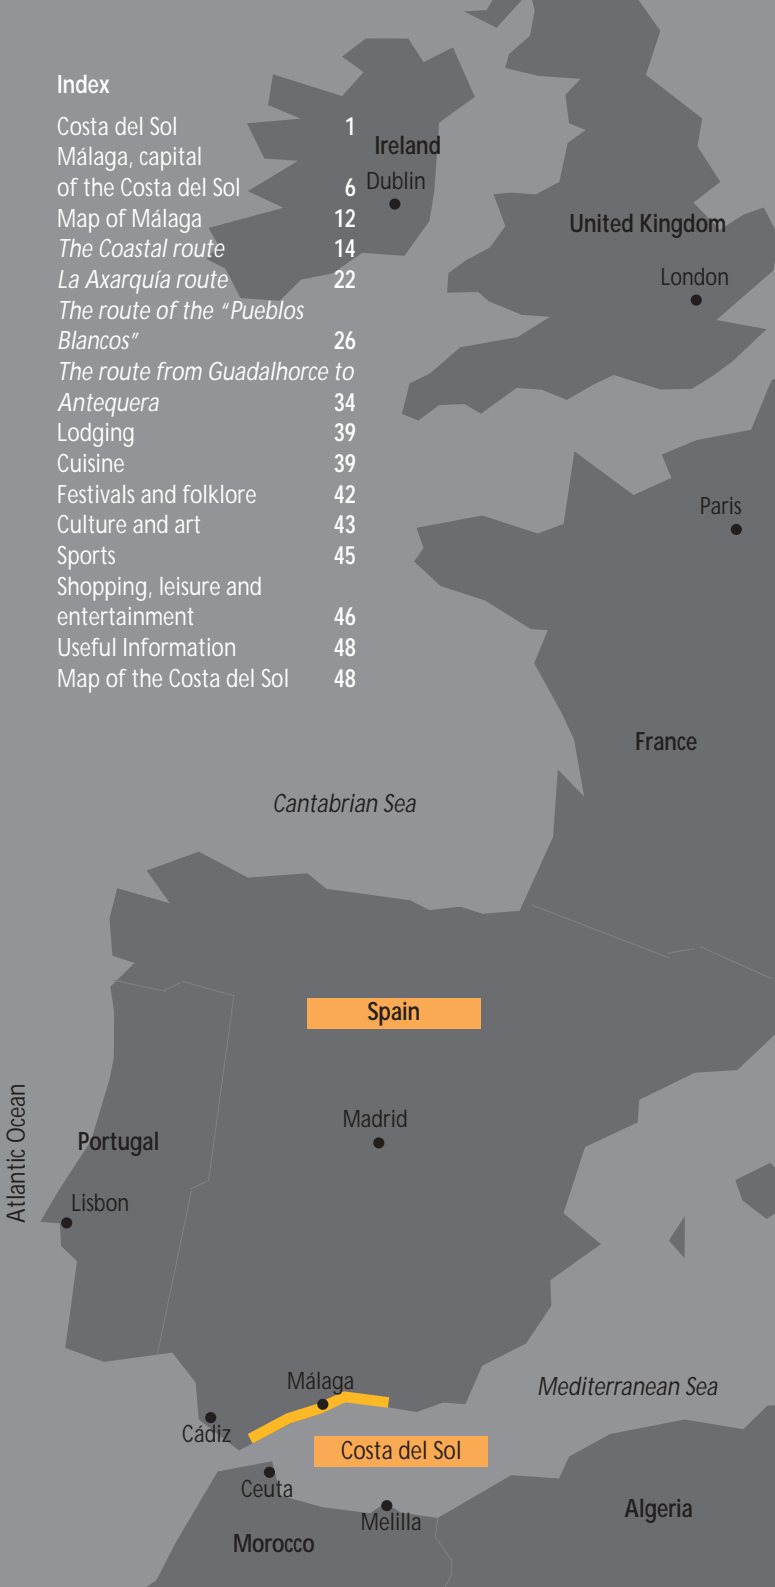 Index
Costa del Sol 1
Málaga, capital
of the Costa del Sol 6
Map of Málaga 12
The Coastal route 14
La Axarquía route 22
The route of the “Pueblos
Blancos” 26
The route from Guadalhorce to
Antequera 34
Lodging 39
Cuisine 39
Festivals and folklore 42
Culture and art 43
Sports 45
Shopping, leisure and
entertainment 46
Useful Information 48
Map of the Costa del Sol 48
Ireland
Dublin
United Kingdom
London
Paris
France
Cantabrian Sea
Spain
Madrid
Atlantic Ocean
Portugal
Lisbon
Málaga
Mediterranean Sea
Cádiz
Costa del Sol
Ceuta
Melilla
Algeria
Morocco